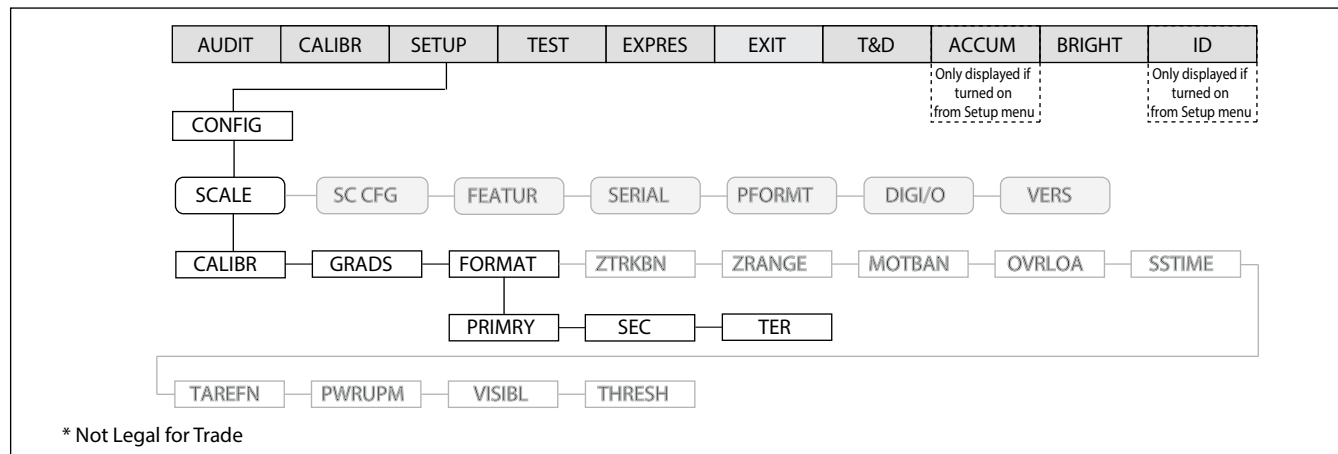 AUDIT CALIBR SETUP TEST EXPRES EXIT T&D ACCUM BRIGHT ID
Only displayed if turned on from Setup menu
Only displayed if turned on from Setup menu
CONFIG
SCALE SC CFG FEATUR SERIAL PFORMT DIGI/O VERS
CALIBR GRADS FORMAT ZTRKBN ZRANGE MOTBAN OVRLOA SSTIME
PRIMRY SEC TER
TAREFN PWRUPM VISIBL THRESH
* Not Legal for Trade